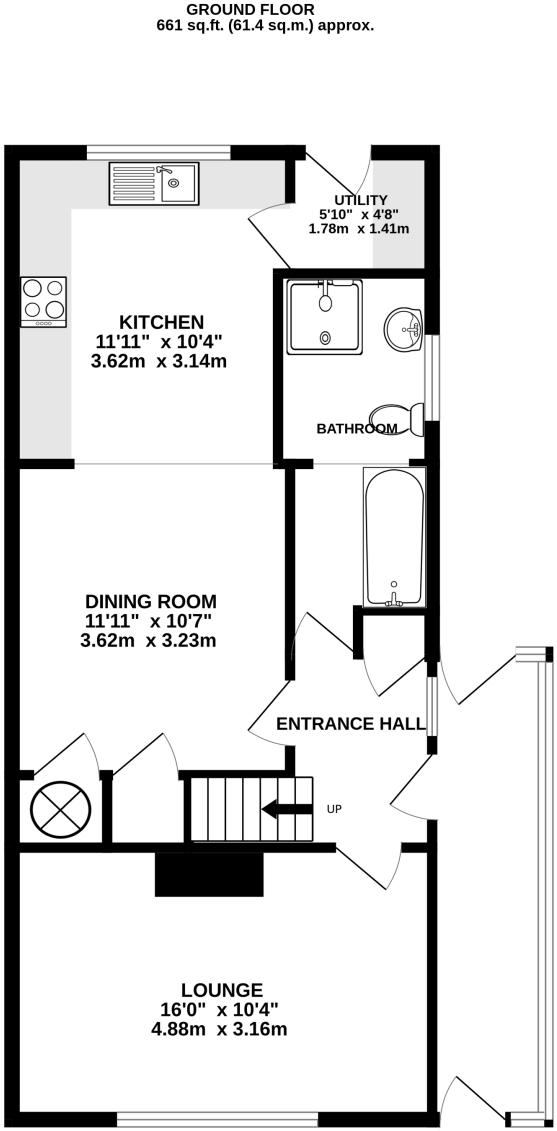 GROUND FLOOR
661 sq.ft. (61.4 sq.m.) approx.
UTILITY
5'10" x 4'8"
1.78m x 1.41m
KITCHEN
11'11" x 10'4"
3.62m x 3.14m
BATHROOM
DINING ROOM
11'11" x 10'7"
3.62m x 3.23m
ENTRANCE HALL
UP
LOUNGE
16'0" x 10'4"
4.88m x 3.16m